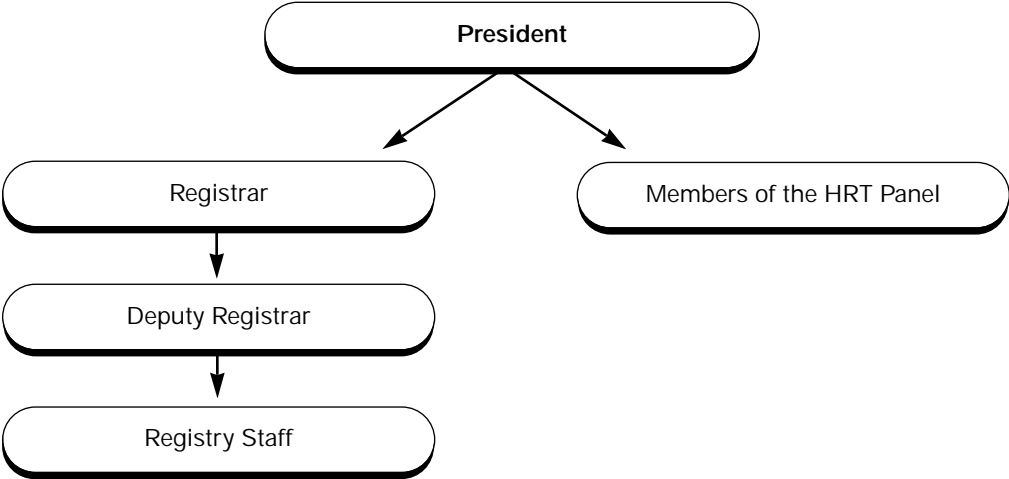 President
Registrar
Members of the HRT Panel
Deputy Registrar
Registry Staff